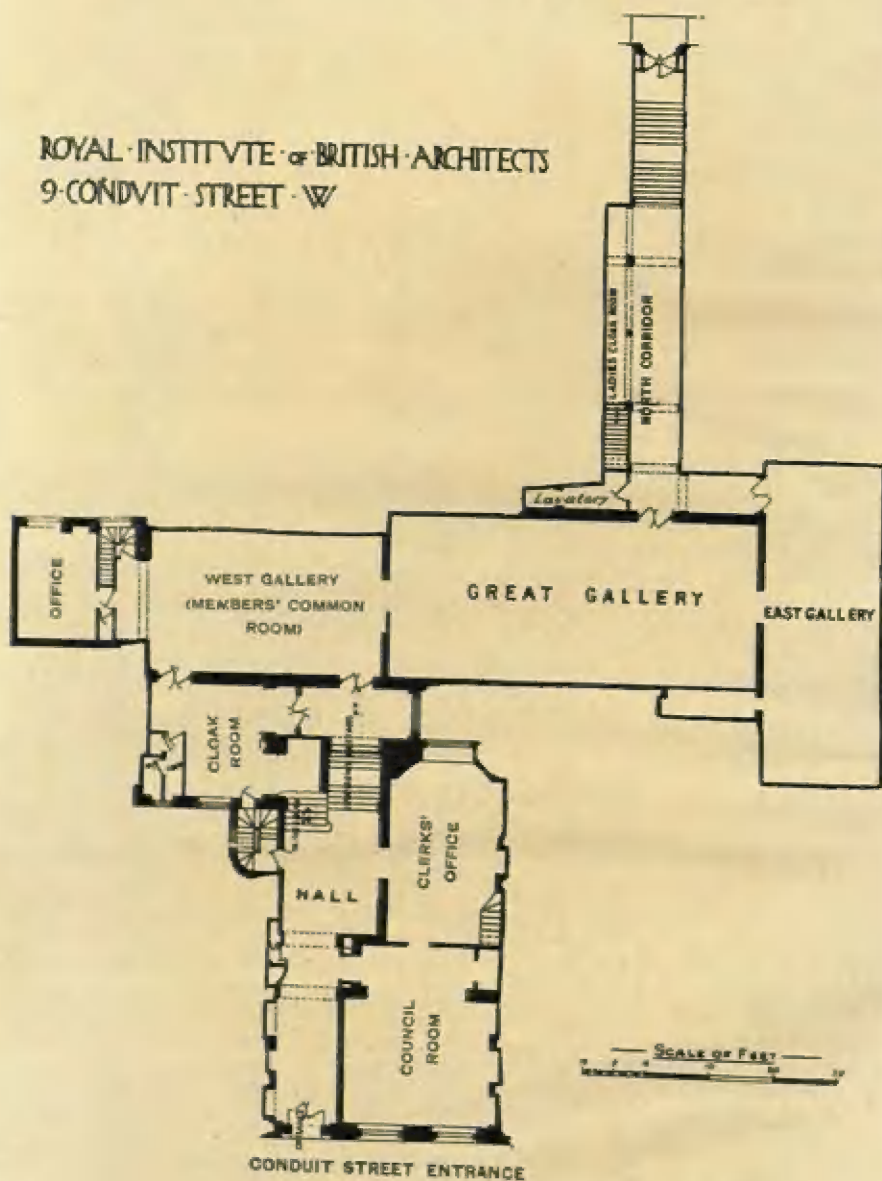 ROYAL · INSTITVTE · OF · BRITISH · ARCHITECTS
9 · CONDVIT · STREET · W
LADIES CLOAK ROOM
NORTH CORRIDOR
Lavatory
OFFICE
WEST GALLERY
(MEMBERS' COMMON
ROOM)
GREAT GALLERY
EAST GALLERY
CLOAK
ROOM
CLERKS'
OFFICE
HALL
COUNCIL
ROOM
SCALE OF FEET
CONDUIT STREET ENTRANCE